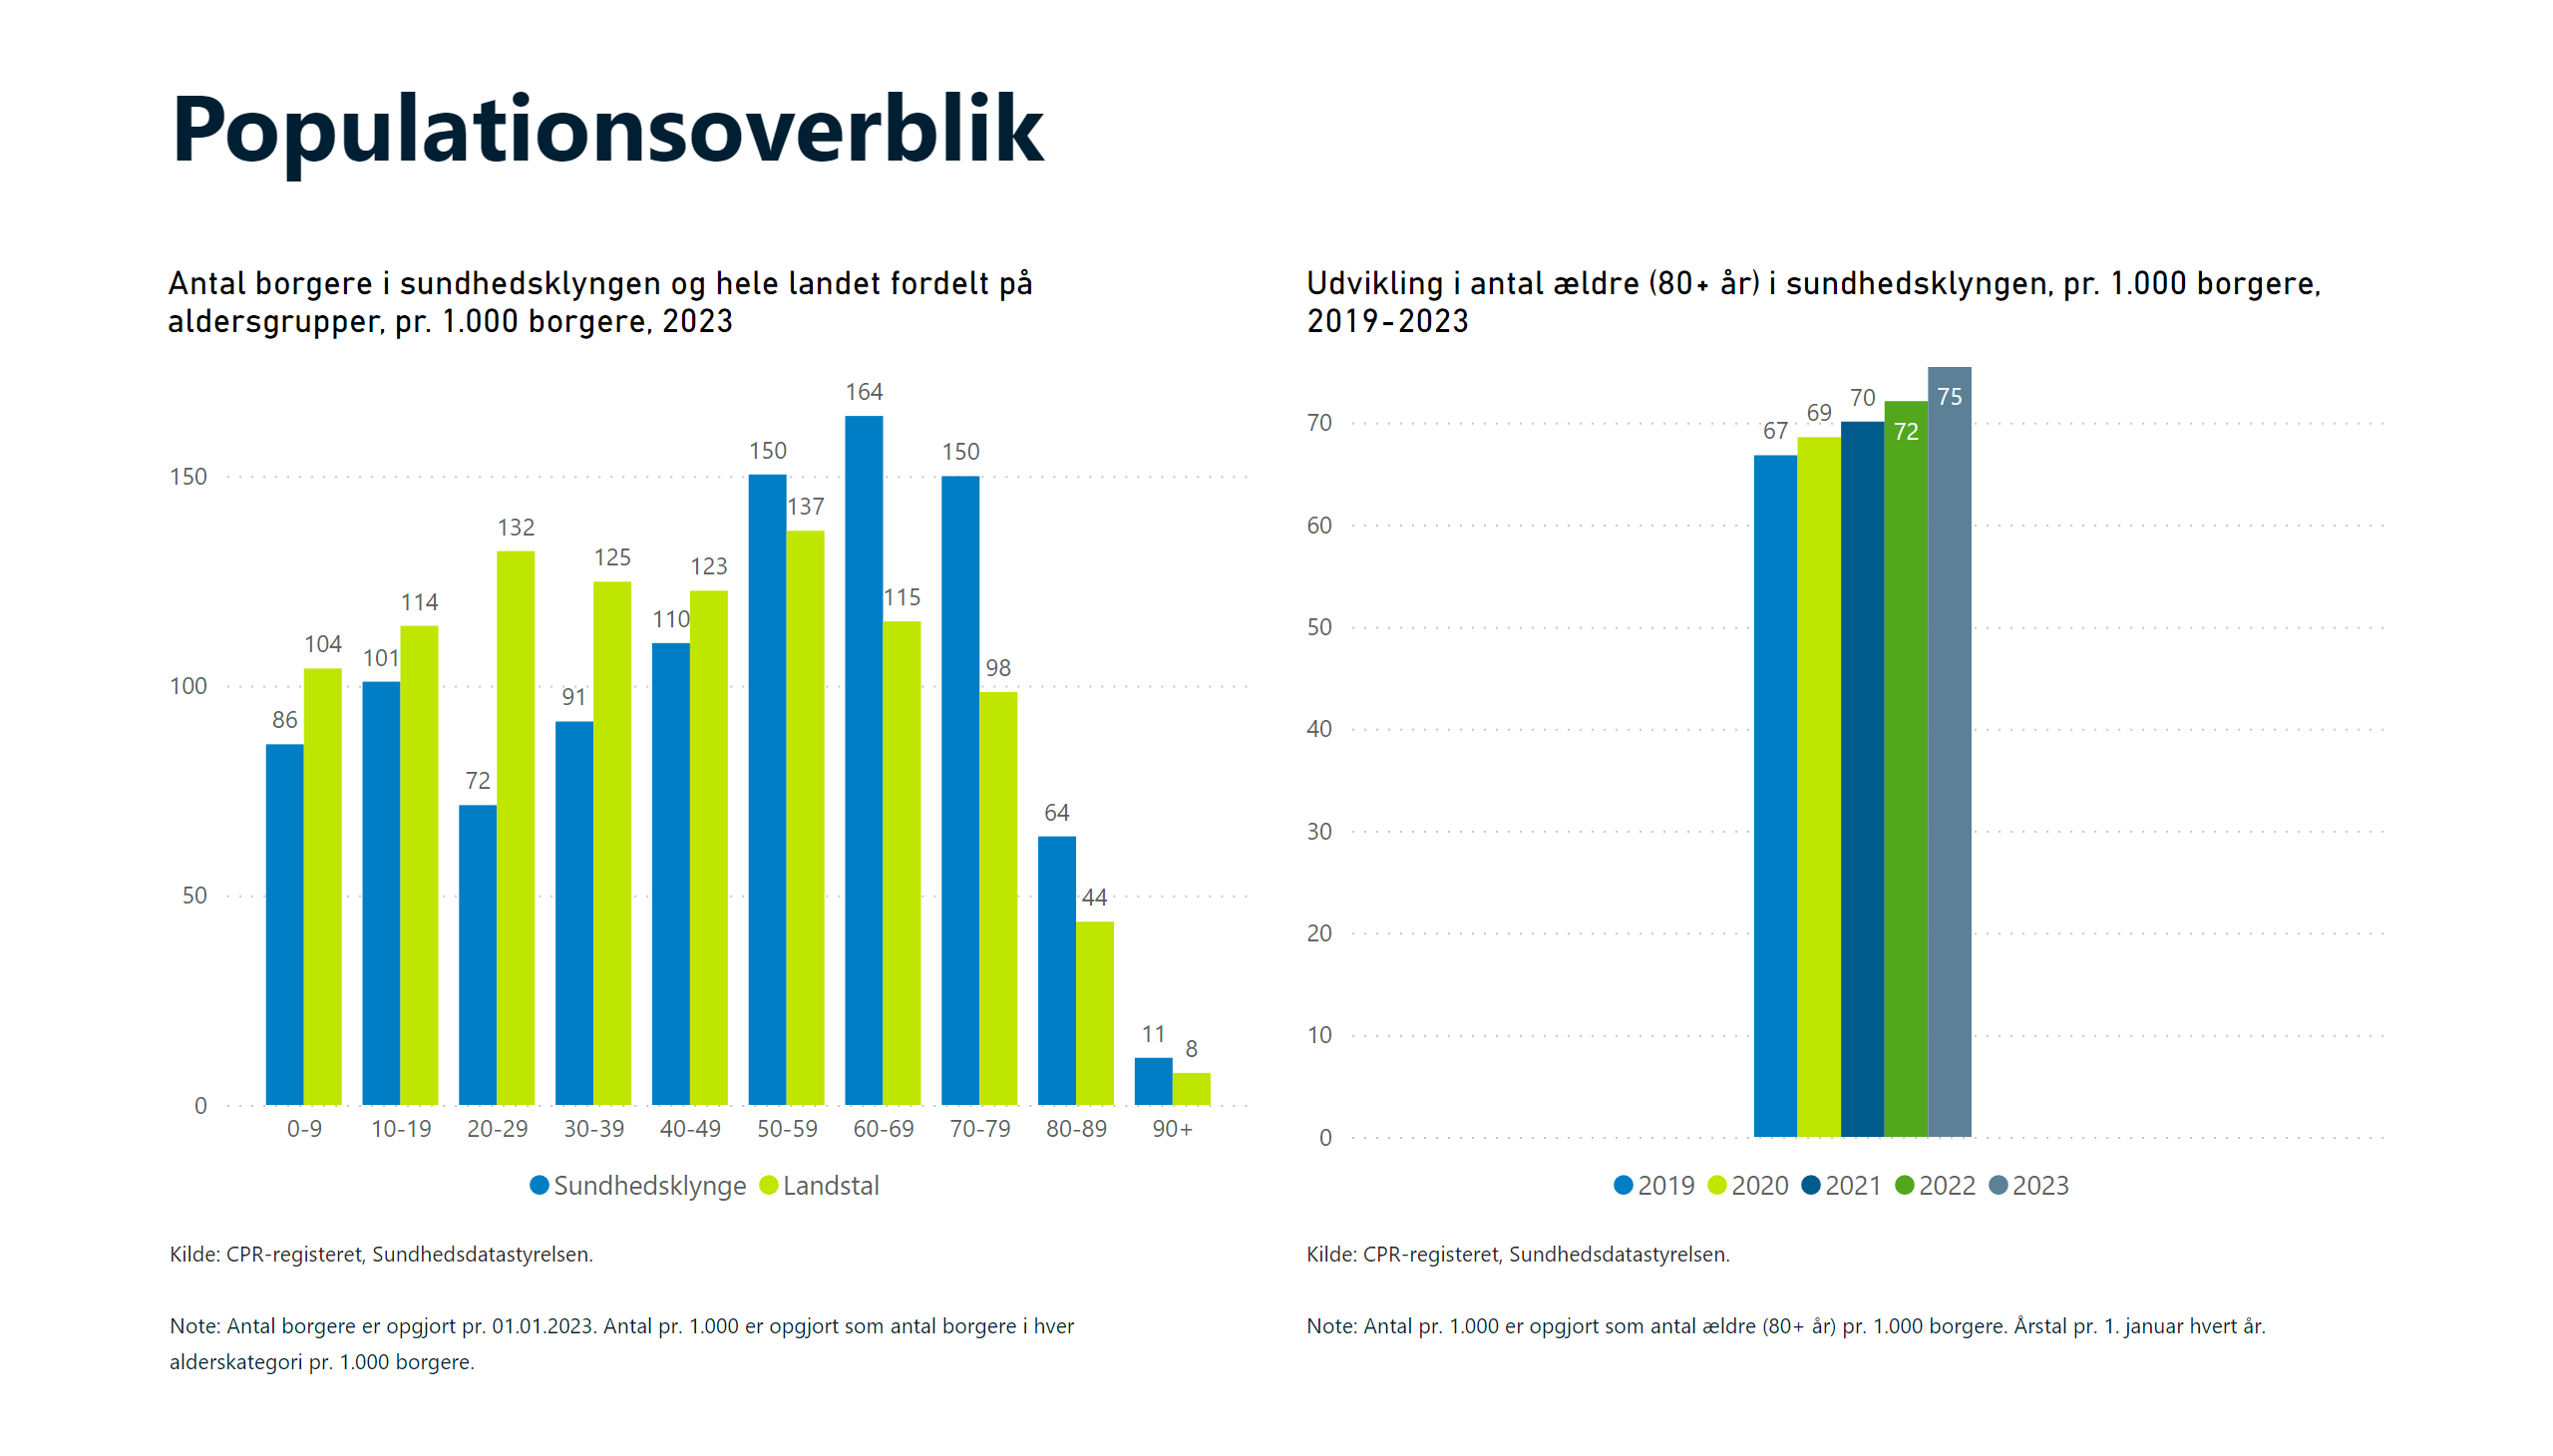 Populationsoverblik
Antal borgere i sundhedsklyngen og hele landet fordelt på
aldersgrupper, pr. 1.000 borgere, 2023
164
150
150
150
137
132
125
123
114
115
110
104
101
98
100
91
86
72
64
50
44
11
8
0
0-9 10-19 20-29 30-39 40-49 50-59 60-69 70-79 80-89 90+
Sundhedsklynge Landstal
Kilde: CPR-registeret, Sundhedsdatastyrelsen.
Note: Antal borgere er opgjort pr. 01.01.2023. Antal pr. 1.000 er opgjort som antal borgere i hver
alderskategori pr. 1.000 borgere.
Udvikling i antal ældre (80+ år) i sundhedsklyngen, pr. 1.000 borgere,
2019-2023
67 69 70 72 75
70
60
50
40
30
20
10
0
2019 2020 2021 2022 2023
Kilde: CPR-registeret, Sundhedsdatastyrelsen.
Note: Antal pr. 1.000 er opgjort som antal ældre (80+ år) pr. 1.000 borgere. Årstal pr. 1. januar hvert år.